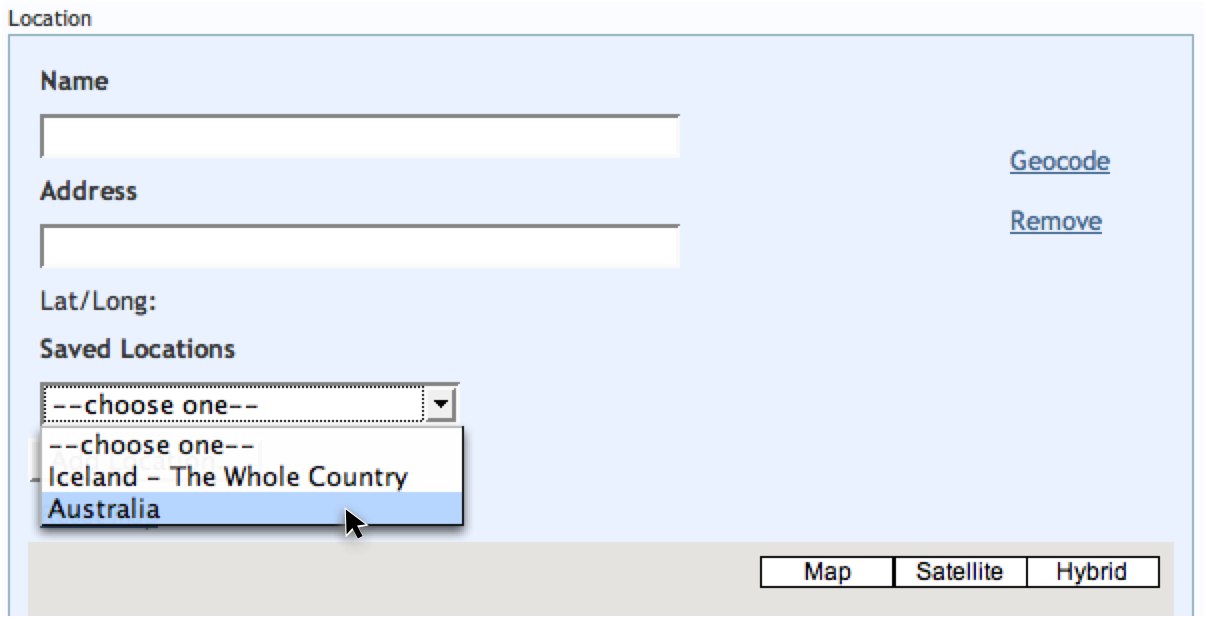 Location
Name
Geocode
Address
Remove
Lat/Long:
Saved Locations
--choose one--
--choose one--
Iceland – The Whole Country
Australia
Map Satellite Hybrid